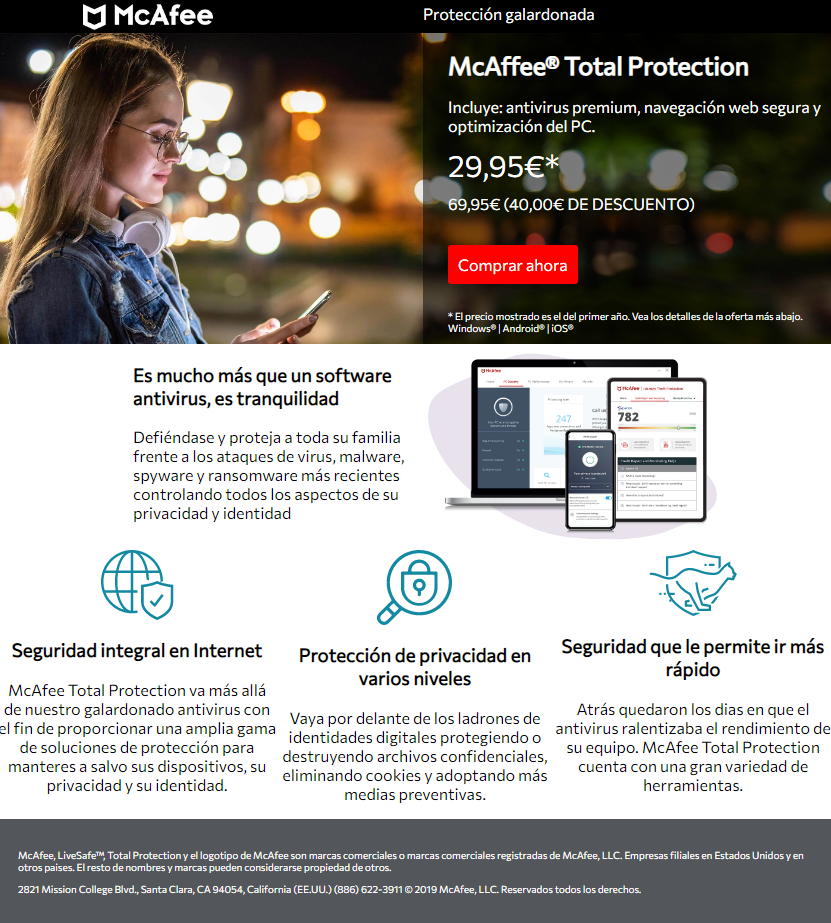 McAfee
Protección galardonada
McAffee® Total Protection
Incluye: antivirus premium, navegación web segura y
optimización del PC.
29,95€*
69,95€ (40,00€ DE DESCUENTO)
Comprar ahora
* El precio mostrado es el del primer año. Vea los detalles de la oferta más abajo.
Windows® | Android® | iOS®
Es mucho más que un software
antivirus, es tranquilidad
Defiéndase y proteja a toda su familia
frente a los ataques de virus, malware,
spyware y ransomware más recientes
controlando todos los aspectos de su
privacidad y identidad
McAfee
247
McAfee
782
Seguridad integral en Internet
McAfee Total Protection va más allá
de nuestro galardonado antivirus con
el fin de proporcionar una amplia gama
de soluciones de protección para
manteres a salvo sus dispositivos, su
privacidad y su identidad.
Protección de privacidad en
varios niveles
Vaya por delante de los ladrones de
identidades digitales protegiendo o
destruyendo archivos confidenciales,
eliminando cookies y adoptando más
medias preventivas.
Seguridad que le permite ir más
rápido
Atrás quedaron los dias en que el
antivirus ralentizaba el rendimiento de
su equipo. McAfee Total Protection
cuenta con una gran variedad de
herramientas.
McAfee, LiveSafe™, Total Protection y el logotipo de McAfee son marcas comerciales o marcas comerciales registradas de McAfee, LLC. Empresas filiales en Estados Unidos y en
otros paises. El resto de nombres y marcas pueden considerarse propiedad de otros.
2821 Mission College Blvd., Santa Clara, CA 94054, California (EE.UU.) (886) 622-3911 © 2019 McAfee, LLC. Reservados todos los derechos.